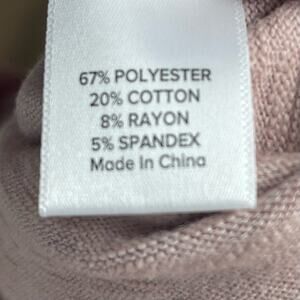 67% POLYESTER
20% COTTON
8% RAYON
5% SPANDEX
Made In China